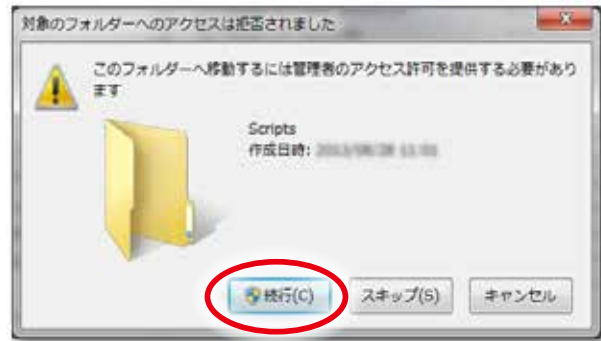 対象のフォルダーへのアクセスは拒否されました
このフォルダーへ移動するには管理者のアクセス許可を提供する必要があり
ます
Scripts
作成日時:
続行(C)
スキップ(S)
キャンセル